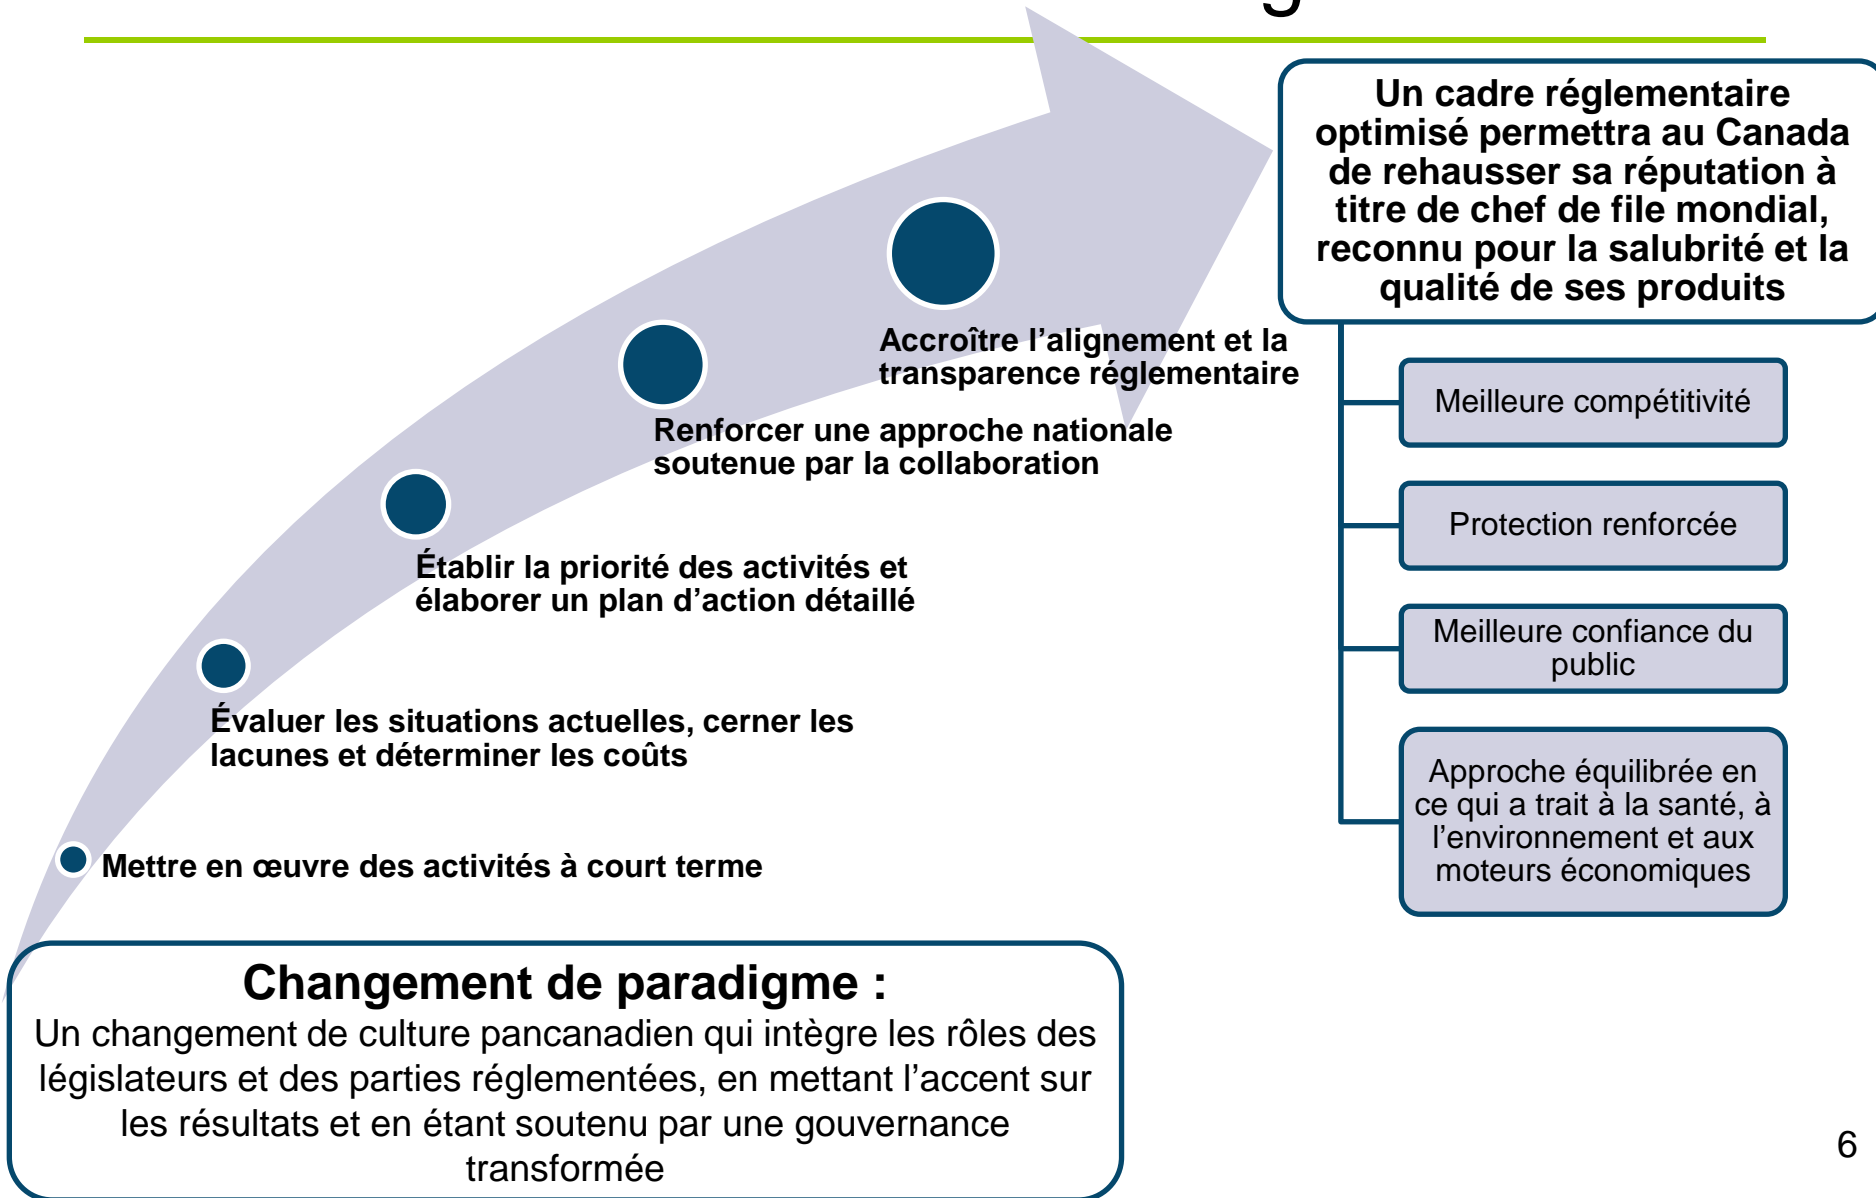 Un cadre réglementaire
optimisé permettra au Canada
de rehausser sa réputation à
titre de chef de file mondial,
reconnu pour la salubrité et la
qualité de ses produits
Accroître l’alignement et la
transparence réglementaire
Renforcer une approche nationale
soutenue par la collaboration
Établir la priorité des activités et
élaborer un plan d’action détaillé
Évaluer les situations actuelles, cerner les
lacunes et déterminer les coûts
Mettre en œuvre des activités à court terme
Meilleure compétitivité
Protection renforcée
Meilleure confiance du
public
Approche équilibrée en
ce qui a trait à la santé, à
l’environnement et aux
moteurs économiques
Changement de paradigme :
Un changement de culture pancanadien qui intègre les rôles des
législateurs et des parties réglementées, en mettant l’accent sur
les résultats et en étant soutenu par une gouvernance
transformée
6